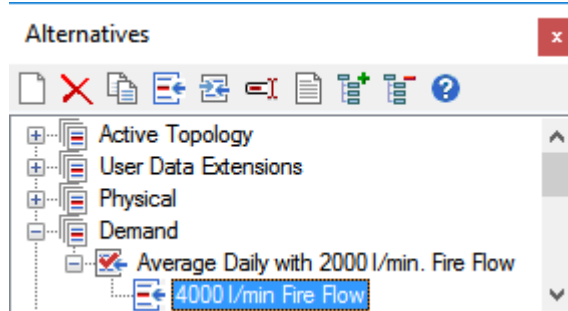 Alternatives
Active Topology
User Data Extensions
Physical
Demand
Average Daily with 2000 l/min. Fire Flow
4000 l/min Fire Flow